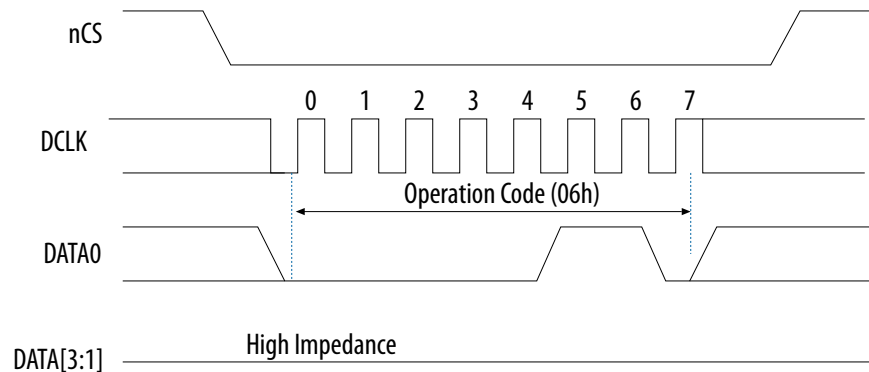 nCS
0 1 2 3 4 5 6 7
DCLK
Operation Code (06h)
DATA0
High Impedance
DATA[3:1]